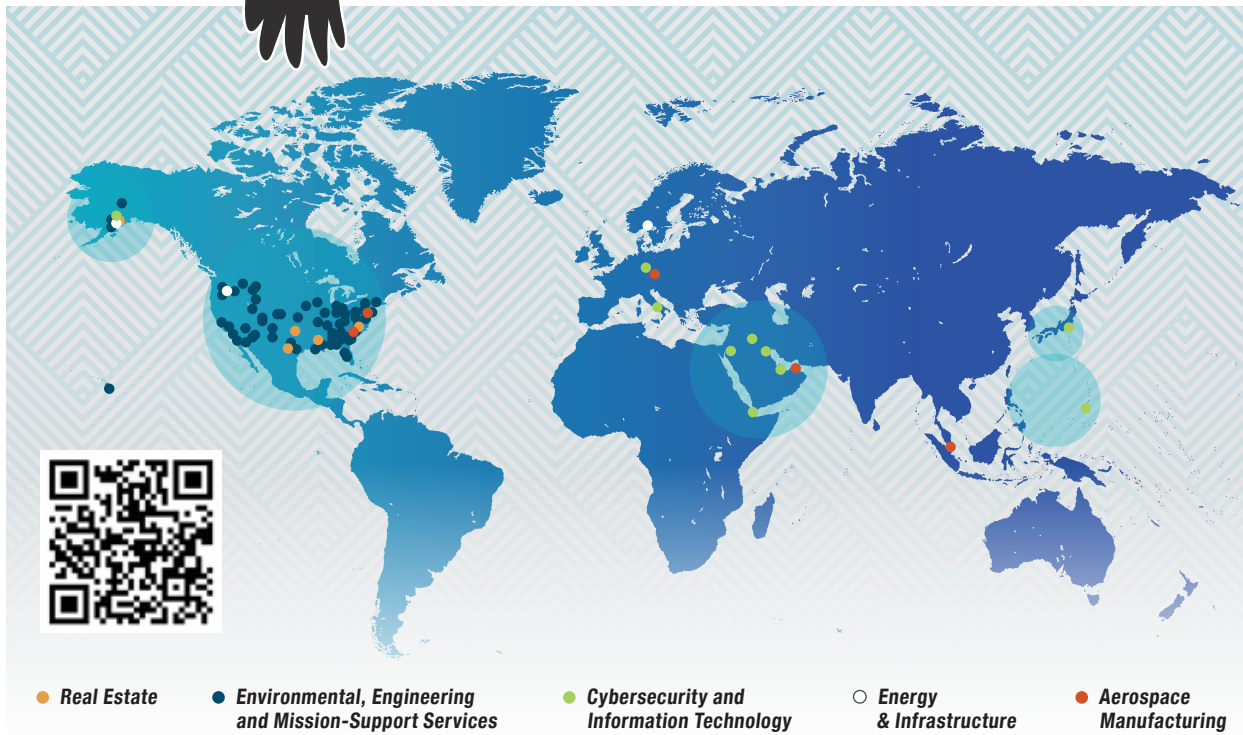 Real Estate
Environmental, Engineering
and Mission-Support Services
Cybersecurity and
Information Technology
Energy
& Infrastructure
Aerospace
Manufacturing